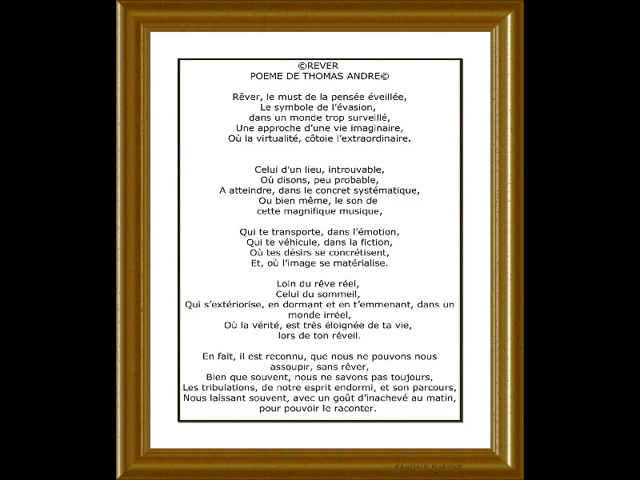 ©REVER
POEME DE THOMAS ANDRE©
Rêver, le must de la pensée éveillée,
Le symbole de l'évasion,
dans un monde trop surveillé,
Une approche d'une vie imaginaire,
Où la virtualité, côtoie l'extraordinaire.
Celui d'un lieu, introuvable,
Où disons, peu probable,
A atteindre, dans le concret systématique,
Ou bien même, le son de
cette magnifique musique,
Qui te transporte, dans l'émotion,
Qui te véhicule, dans la fiction,
Où tes désirs se concrétisent,
Et, où l'image se matérialise.
Loin du rêve réel,
Celui du sommeil,
Qui s'extériorise, en dormant et en t'emmenant, dans un
monde irréel,
Où la vérité, est très éloignée de ta vie,
lors de ton réveil.
En fait, il est reconnu, que nous ne pouvons nous
assoupir, sans rêver,
Bien que souvent, nous ne savons pas toujours,
Les tribulations, de notre esprit endormi, et son parcours,
Nous laissant souvent, avec un goût d'inachevé au matin,
pour pouvoir le raconter.